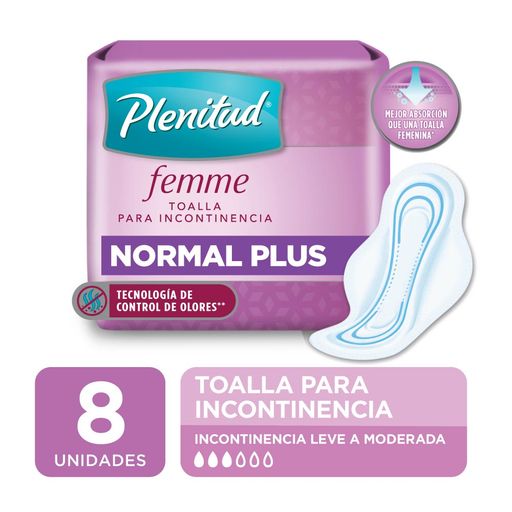 Plenitud®
femme
TOALLA
PARA INCONTINENCIA
NORMAL PLUS
TECNOLOGÍA DE
CONTROL DE OLORES**
MEJOR ABSORCIÓN
QUE UNA TOALLA
FEMENINA*
8
UNIDADES
TOALLA PARA
INCONTINENCIA
INCONTINENCIA LEVE A MODERADA